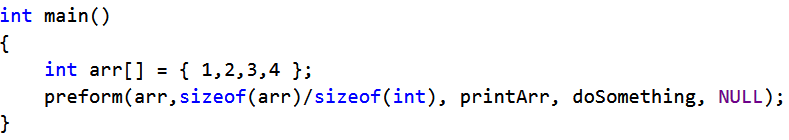 int main()
{
    int arr[] = { 1,2,3,4 };
    preform(arr,sizeof(arr)/sizeof(int), printArr, doSomething, NULL);
}